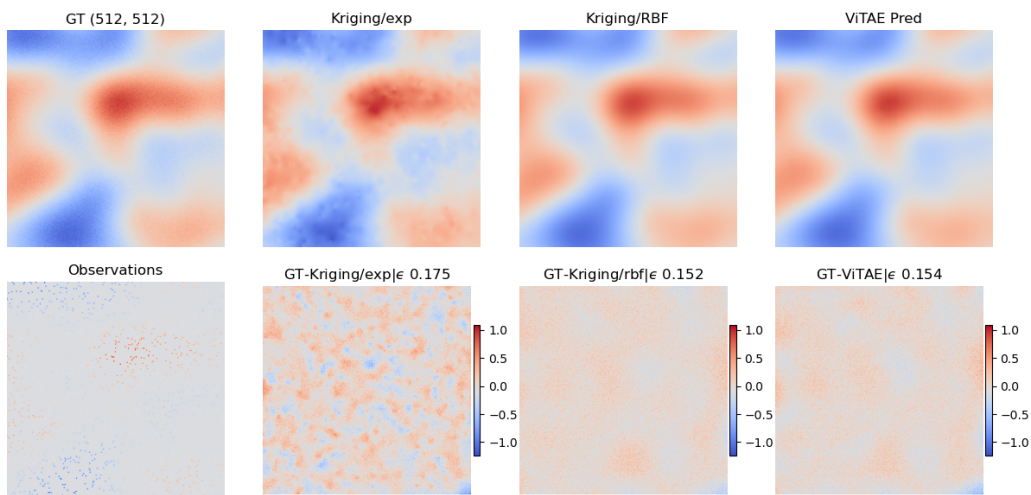 GT (512, 512)
Kriging/exp
Kriging/RBF
ViTAE Pred
Observations
GT-Kriging/exp|ϵ 0.175
GT-Kriging/rbf|ϵ 0.152
GT-ViTAE|ϵ 0.154
1.0
0.5
0.0
−0.5
−1.0
1.0
0.5
0.0
−0.5
−1.0
1.0
0.5
0.0
−0.5
−1.0